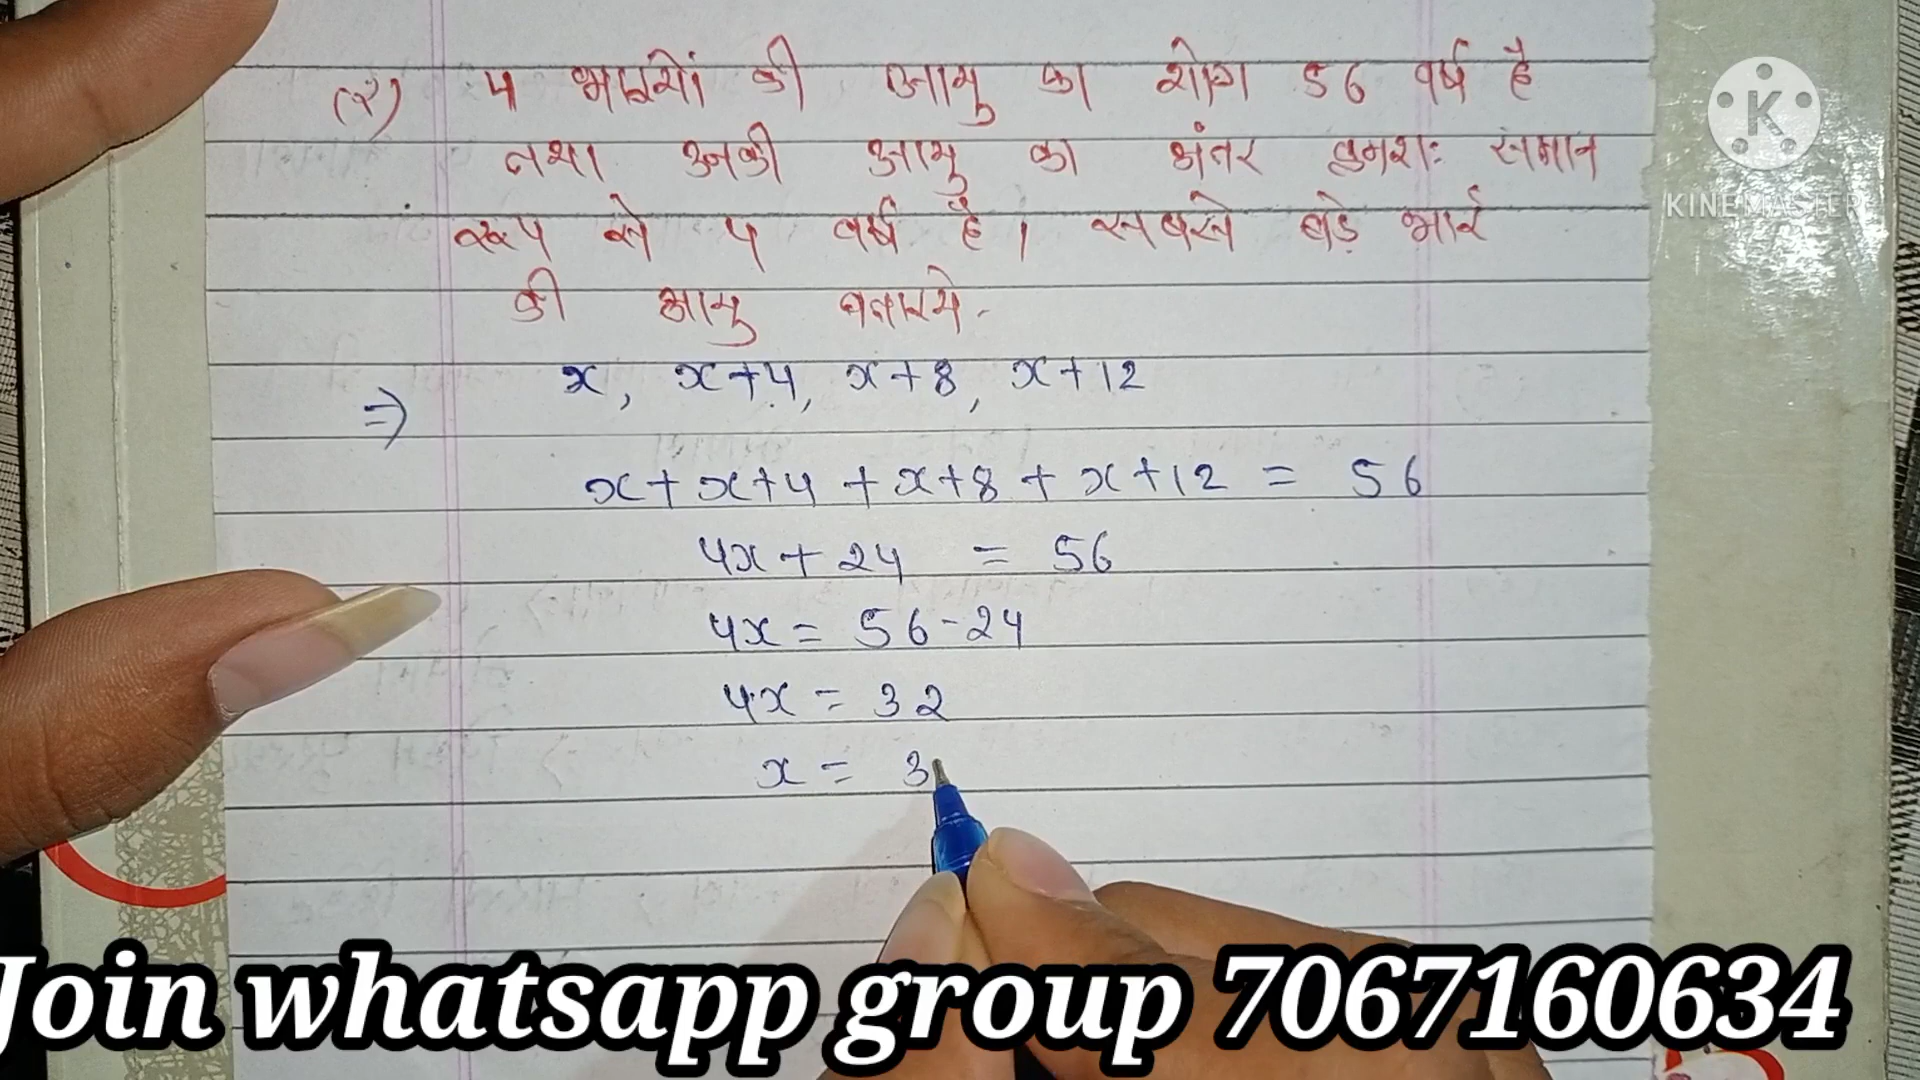 (२) 4 भाइयों की आयु का योग 56 वर्ष है
तथा उनकी आयु का अंतर क्रमशः समान
रूप से 4 वर्ष है। सबसे बड़े भाई
की आयु बताइये-
⇒ x, x+4, x+8, x+12
x+x+4+x+8+x+12 = 56
4x+24 = 56
4x = 56-24
4x = 32
x = 3
K
KINEMASTER
Join whatsapp group 7067160634